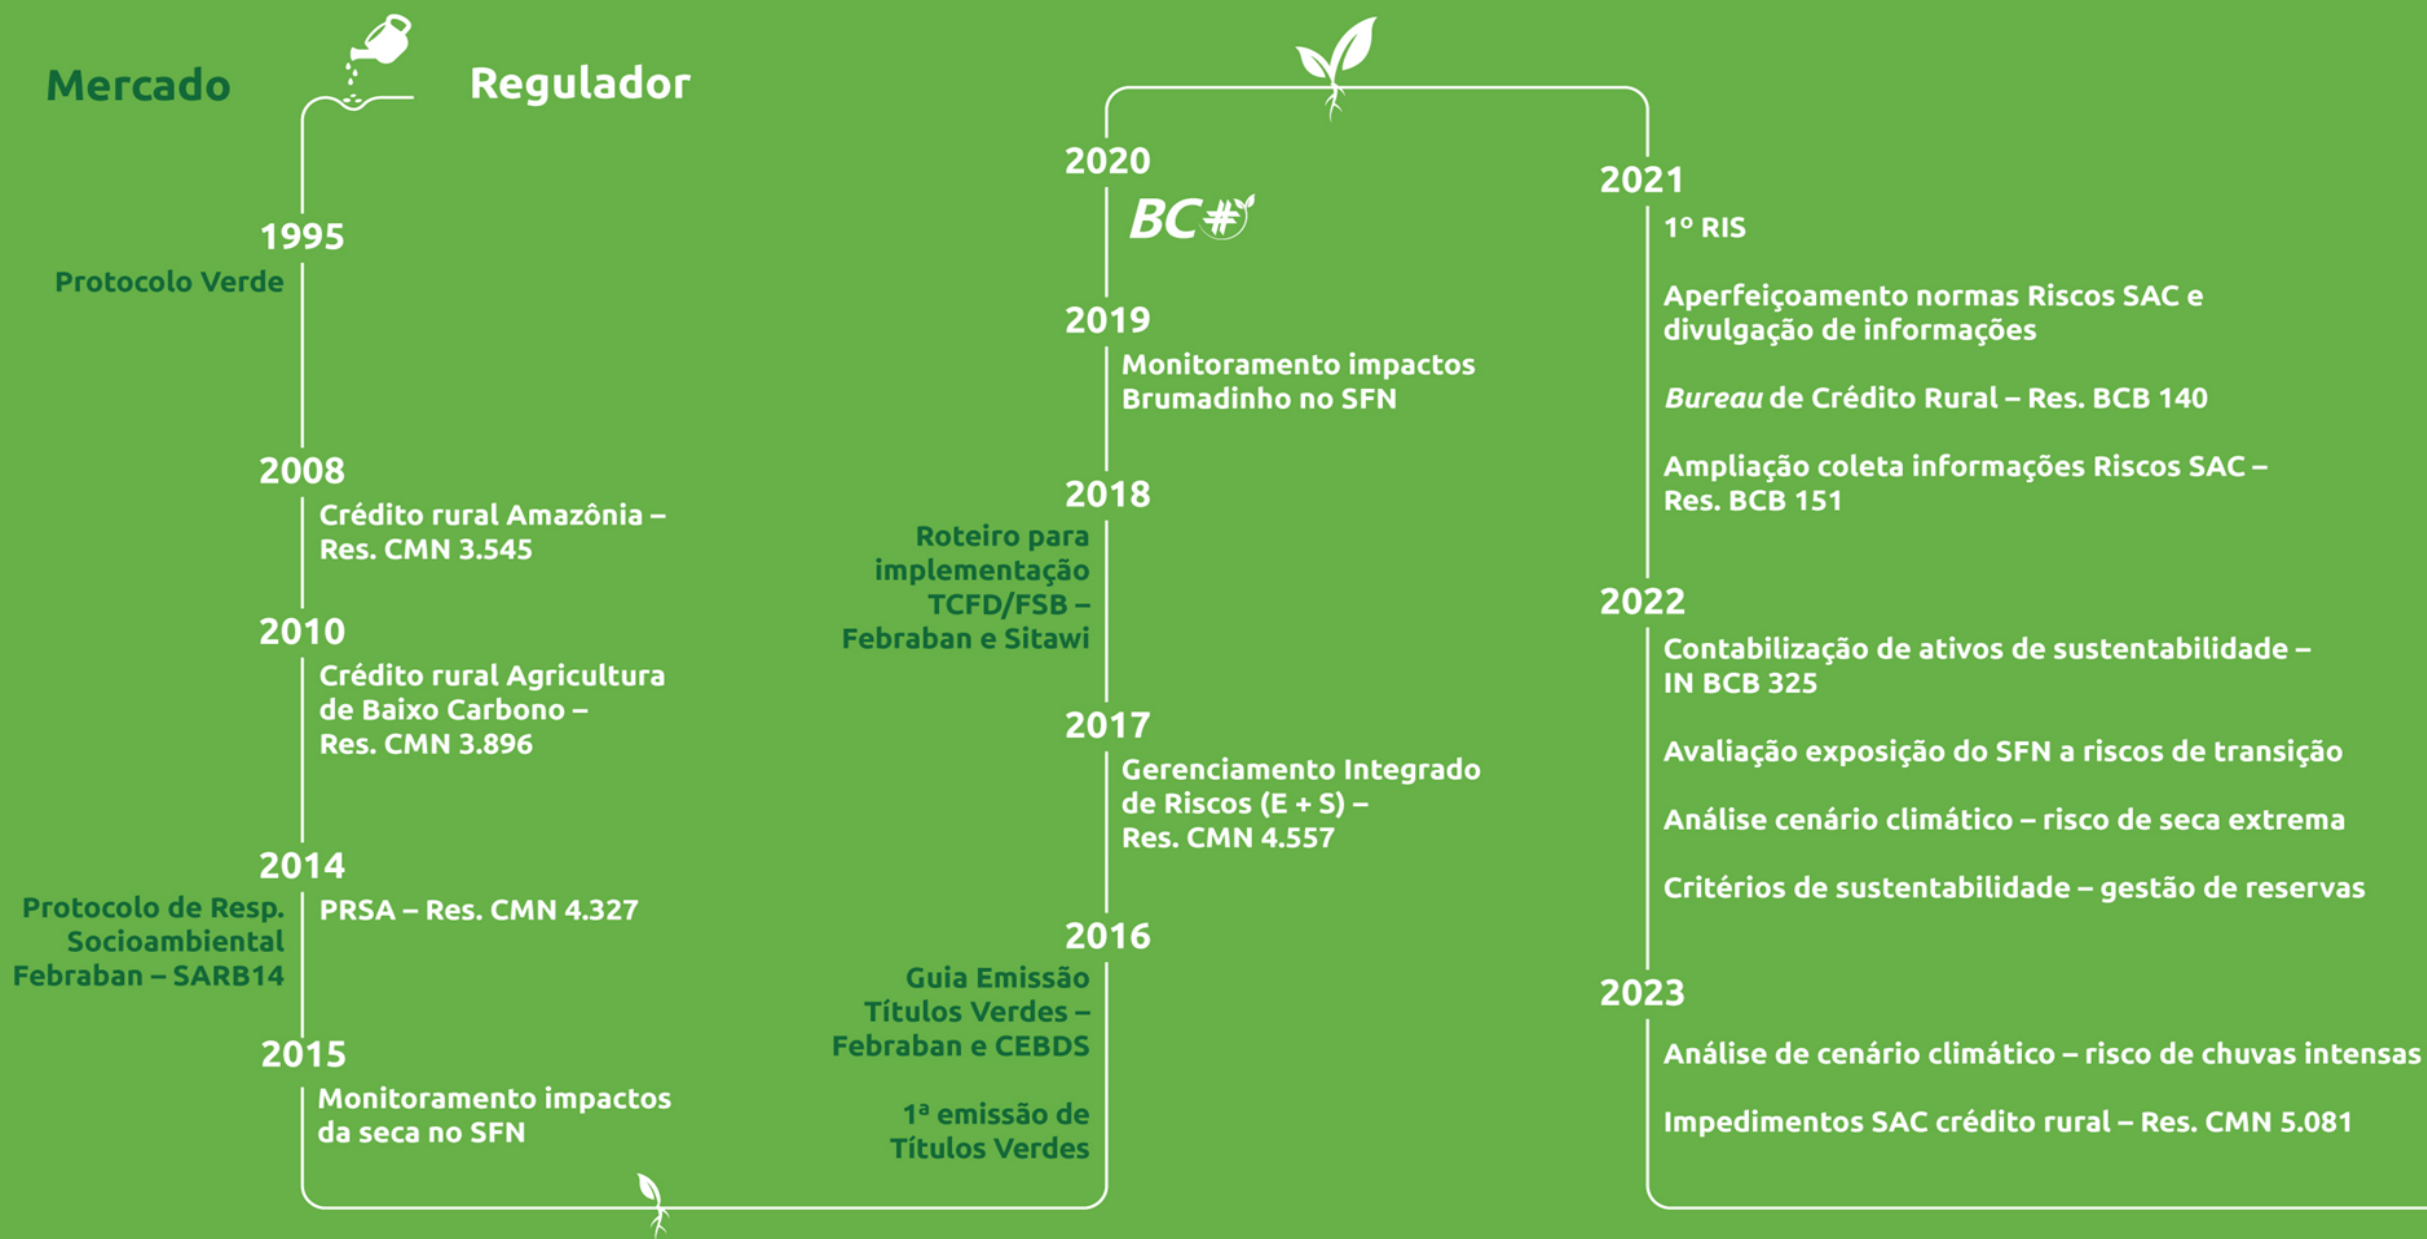 Mercado
Regulador
1995
Protocolo Verde
2008
Crédito rural Amazônia –
Res. CMN 3.545
2010
Crédito rural Agricultura
de Baixo Carbono –
Res. CMN 3.896
2014
Protocolo de Resp.
Socioambiental
Febraban – SARB14
PRSA – Res. CMN 4.327
2015
Monitoramento impactos
da seca no SFN
2016
Guia Emissão
Títulos Verdes –
Febraban e CEBDS
1ª emissão de
Títulos Verdes
2017
Gerenciamento Integrado
de Riscos (E + S) –
Res. CMN 4.557
2018
Roteiro para
implementação
TCFD/FSB –
Febraban e Sitawi
2019
Monitoramento impactos
Brumadinho no SFN
2020
BC#
2021
1º RIS
Aperfeiçoamento normas Riscos SAC e
divulgação de informações
Bureau de Crédito Rural – Res. BCB 140
Ampliação coleta informações Riscos SAC –
Res. BCB 151
2022
Contabilização de ativos de sustentabilidade –
IN BCB 325
Avaliação exposição do SFN a riscos de transição
Análise cenário climático – risco de seca extrema
Critérios de sustentabilidade – gestão de reservas
2023
Análise de cenário climático – risco de chuvas intensas
Impedimentos SAC crédito rural – Res. CMN 5.081